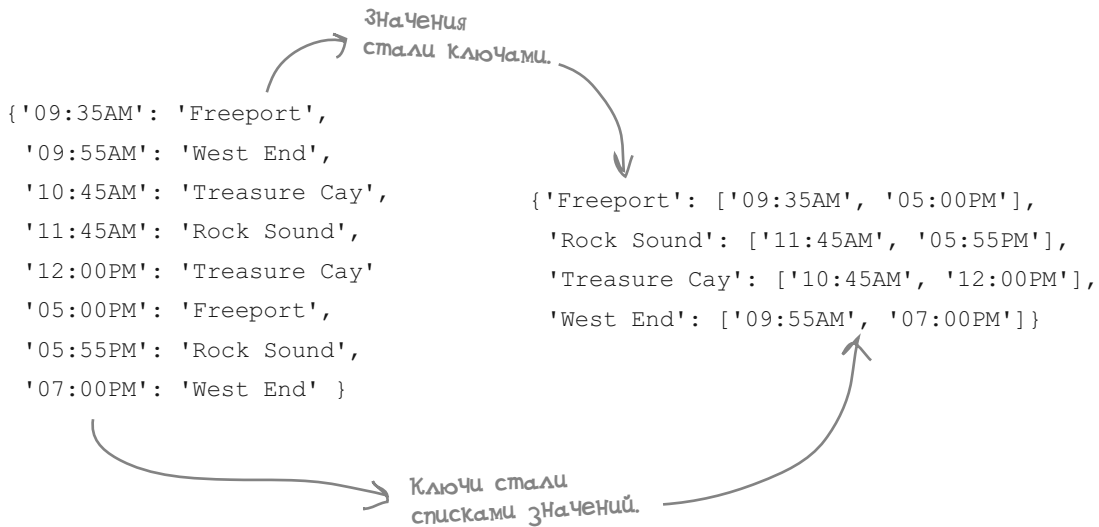 Значения
стали ключами.
{'09:35AM': 'Freeport',
'09:55AM': 'West End',
'10:45AM': 'Treasure Cay',
'11:45AM': 'Rock Sound',
'12:00PM': 'Treasure Cay'
'05:00PM': 'Freeport',
'05:55PM': 'Rock Sound',
'07:00PM': 'West End' }
{'Freeport': ['09:35AM', '05:00PM'],
'Rock Sound': ['11:45AM', '05:55PM'],
'Treasure Cay': ['10:45AM', '12:00PM'],
'West End': ['09:55AM', '07:00PM']}
Ключи стали
списками значений.